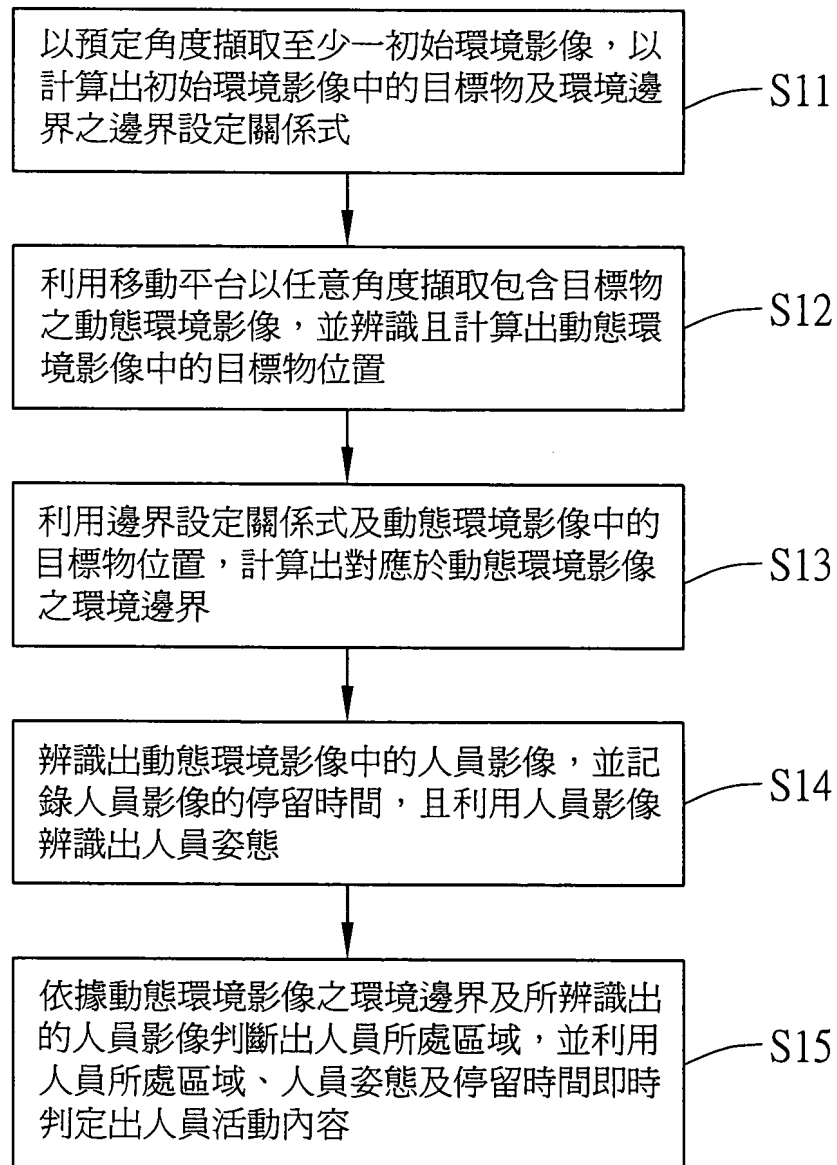 以預定角度擷取至少一初始環境影像，以
計算出初始環境影像中的目標物及環境邊
界之邊界設定關係式
S11
利用移動平台以任意角度擷取包含目標物
之動態環境影像，並辨識且計算出動態環
境影像中的目標物位置
S12
利用邊界設定關係式及動態環境影像中的
目標物位置，計算出對應於動態環境影像
之環境邊界
S13
辨識出動態環境影像中的人員影像，並記
錄人員影像的停留時間，且利用人員影像
辨識出人員姿態
S14
依據動態環境影像之環境邊界及所辨識出
的人員影像判斷出人員所處區域，並利用
人員所處區域、人員姿態及停留時間即時
判定出人員活動內容
S15